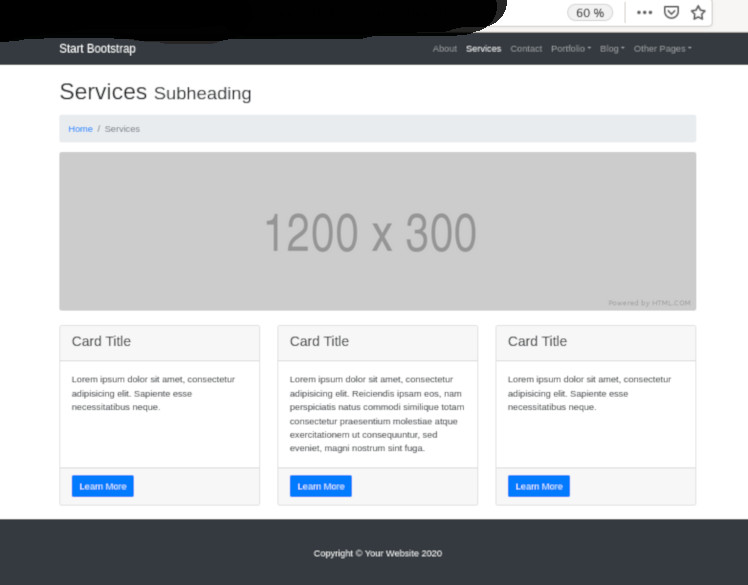 60 %
Start Bootstrap
About Services Contact Portfolio Blog Other Pages
Services Subheading
Home / Services
1200 x 300
Powered by HTML.COM
Card Title
Lorem ipsum dolor sit amet, consectetur
adipisicing elit. Sapiente esse
necessitatibus neque.
Learn More
Card Title
Lorem ipsum dolor sit amet, consectetur
adipisicing elit. Reiciendis ipsam eos, nam
perspiciatis natus commodi similique totam
consectetur praesentium molestiae atque
exercitationem ut consequuntur, sed
eveniet, magni nostrum sint fuga.
Learn More
Card Title
Lorem ipsum dolor sit amet, consectetur
adipisicing elit. Sapiente esse
necessitatibus neque.
Learn More
Copyright © Your Website 2020